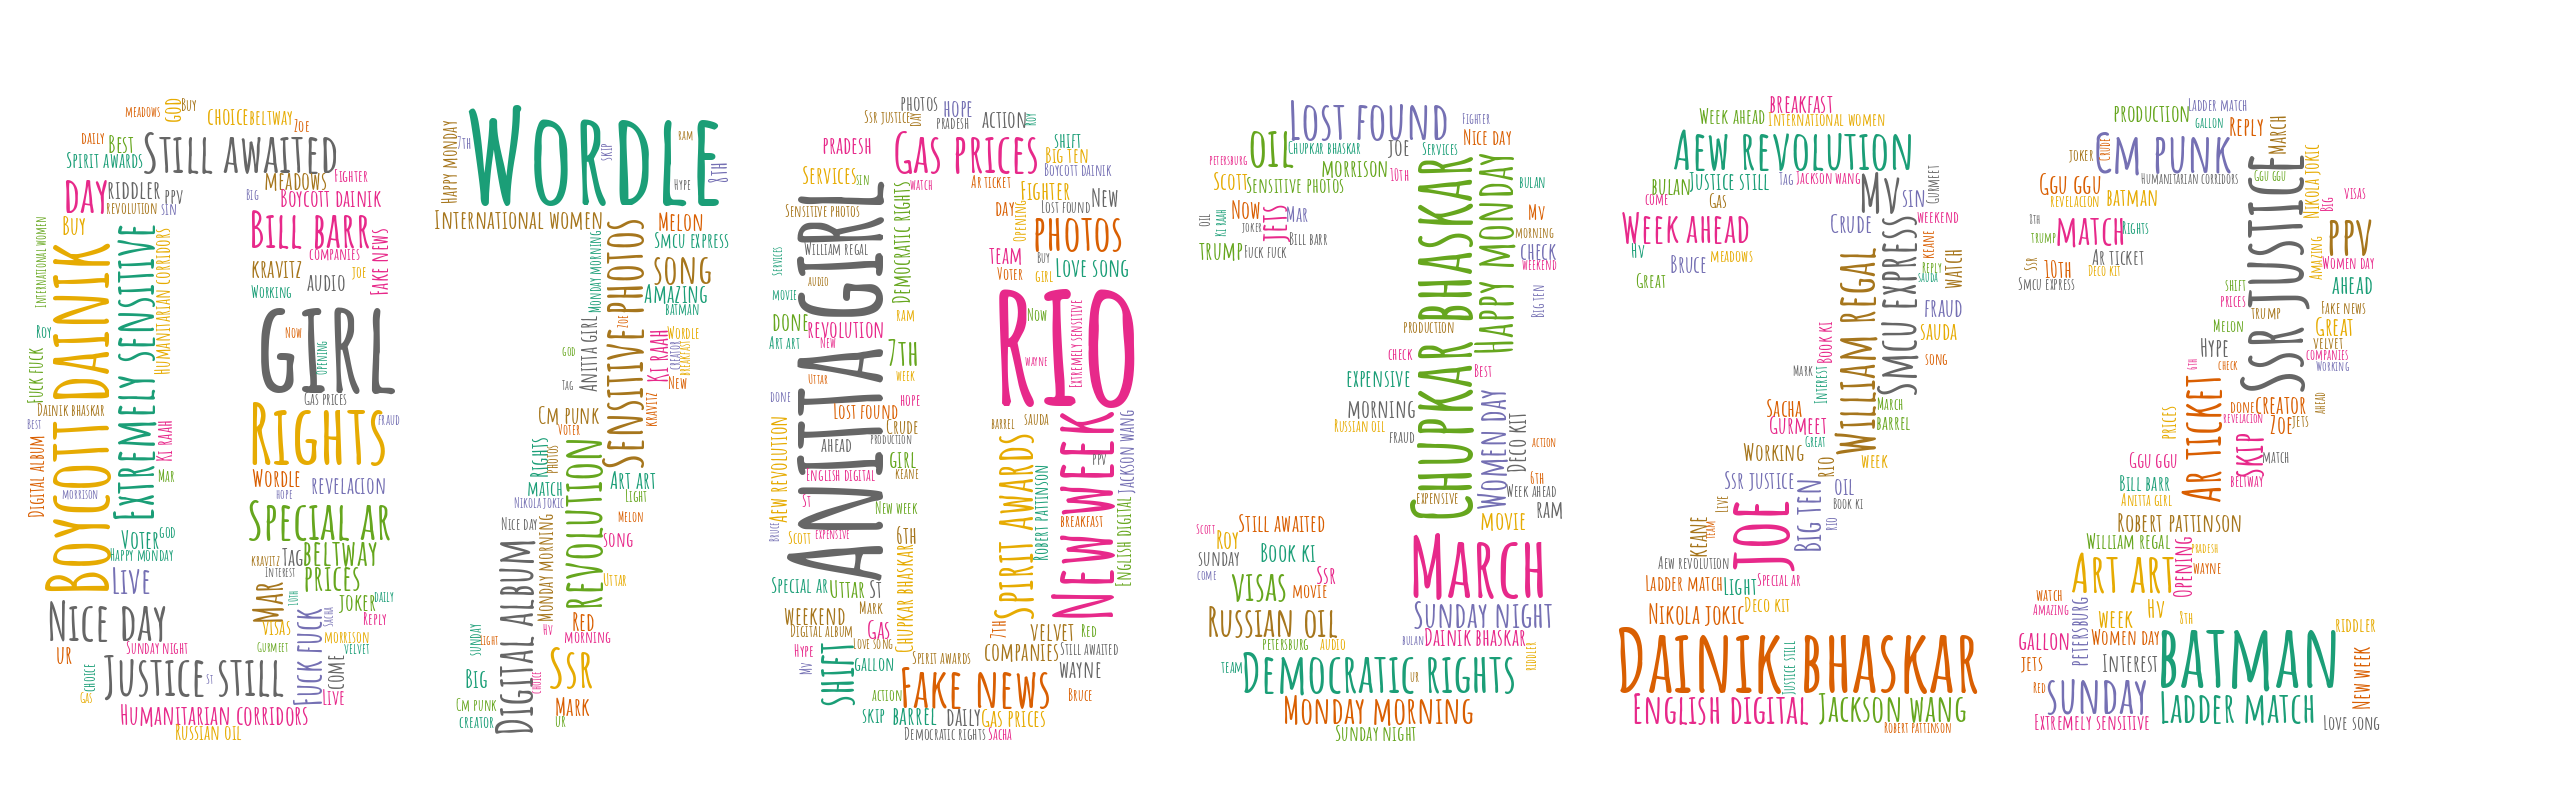 meadows
God
Buy
choice
beltway
Zoe
daily
Best
Spirit awards
Still awaited
day
riddler
ppv
revolution
sin
Buy
Big
meadows
Fighter
Boycott dainik
Bill barr
companies
kravitz
audio
joe
Fake news
Working
International women
Boycott dainik
Extremely sensitive
Humanitarian corridors
Roy
Fuck fuck
Dainik bhaskar
Best
Digital album
morrison
Ki raah
Mar
Now
opening
girl
Gas prices
Rights
fraud
Wordle
hope
revelacion
Special ar
Voter
God
Happy monday
Live
kravitz
Tag
beltway
Interest
prices
Mar
10th
joker
daily
Reply
Nice day
ur
Sunday night
visas
Gurmeet
Fuck fuck
Sacha
morrison
velvet
come
Live
choice
Gas
Justice still
St
Humanitarian corridors
Russian oil
Happy monday
7th
Wordle
skip
ram
Hype
8th
International women
Melon
Smcu express
song
Amazing
batman
Monday morning
Sensitive photos
Zoe
Anitta girl
God
Tag
Ki raah
Wordle
creator
breakfast
New
kravitz
Cm punk
Voter
Rights
photos
match
Nikola jokic
revolution
Art art
Light
Melon
song
Nice day
Monday morning
Digital album
Uttar
Red
morning
Hv
sunday
Light
Ssr
Big
choice
Mark
ur
Cm punk
creator
photos
hope
Ssr justice
day
pradesh
action
Roy
pradesh
Gas prices
shift
Big ten
Boycott dainik
Services
sin
watch
Ar ticket
Fighter
New
Lost found
day
opening
photos
Sensitive photos
Anitta girl
Democratic rights
William regal
Services
audio
team
Voter
Buy
girl
Love song
movie
done
revolution
New
Art art
ram
7th
week
Rio
Now
wayne
Extremely sensitive
Uttar
done
hope
Lost found
Crude
production
ahead
girl
keane
English digital
St
New week
Aew revolution
Bruce
Scott
expensive
6th
barrel
sauda
Spirit awards
Robert pattinson
New week
ppv
breakfast
Jackson wang
English digital
Special ar
Uttar
St
Mark
Chupkar bhaskar
weekend
Digital album
Gas
Hype
Mv
shift
Love song
gallon
7th
velvet
Red
companies
Still awaited
Spirit awards
wayne
Fake news
action
Bruce
skip
barrel
daily
Gas prices
Democratic rights
Sacha
Lost found
Fighter
Nice day
oil
Chupkar bhaskar
joe
Services
petersburg
Scott
Sensitive photos
morrison
10th
oil
Ki raah
Now
joker
jets
Mar
Bill barr
trump
Fuck fuck
Chupkar bhaskar
Happy monday
bulan
Mv
morning
check
weekend
Big ten
production
check
Best
expensive
morning
Russian oil
fraud
Women day
Deco kit
action
expensive
6th
Week ahead
ram
movie
Scott
Still awaited
Roy
sunday
Book ki
come
Ssr
visas
movie
March
Russian oil
Sunday night
petersburg
audio
bulan
Dainik bhaskar
riddler
team
Democratic rights
ur
Monday morning
Sunday night
breakfast
Week ahead
International women
Aew revolution
bulan
Justice still
Tag
Jackson wang
come
Gas
Mv
sin
Gurmeet
Week ahead
Crude
weekend
Hv
Bruce
meadows
Great
Smcu express
keane
Reply
sauda
watch
William regal
fraud
sauda
song
Book ki
Mark
Interest
Sacha
Gurmeet
Great
March
barrel
Working
week
Ssr justice
Rio
oil
Book ki
Live
keane
team
joe
Big ten
Rio
Aew revolution
Ladder match
Light
Special ar
Nikola jokic
Deco kit
Dainik bhaskar
Justice still
English digital
Jackson wang
Robert pattinson
production
Ladder match
gallon
Reply
March
Cm punk
joker
Crude
Humanitarian corridors
Ggu ggu
Ggu ggu
revelacion
batman
Ssr justice
Nikola jokic
Big
visas
8th
trump
match
Rights
ppv
Women day
Amazing
Ar ticket
Ssr
10th
Deco kit
Smcu express
ahead
shift
prices
trump
Fake news
Melon
Great
velvet
companies
Working
Hype
6th
check
prices
Ar ticket
done
creator
revelacion
Zoe
jets
ahead
skip
match
beltway
Ggu ggu
Bill barr
Anitta girl
Robert pattinson
William regal
pradesh
opening
wayne
Art art
watch
Amazing
petersburg
week
Hv
8th
Women day
gallon
jets
Interest
batman
riddler
New week
Red
sunday
Extremely sensitive
Ladder match
Love song